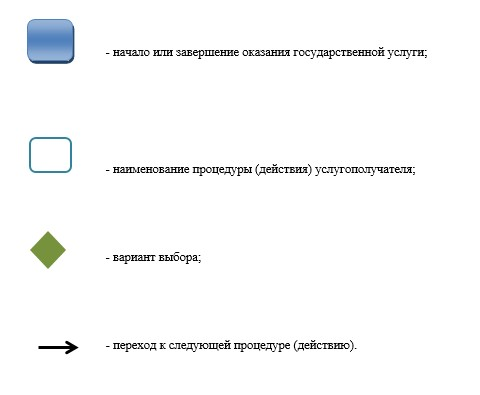 - начало или завершение оказания государственной услуги;
- наименование процедуры (действия) услугополучателя;
- вариант выбора;
- переход к следующей процедуре (действию).